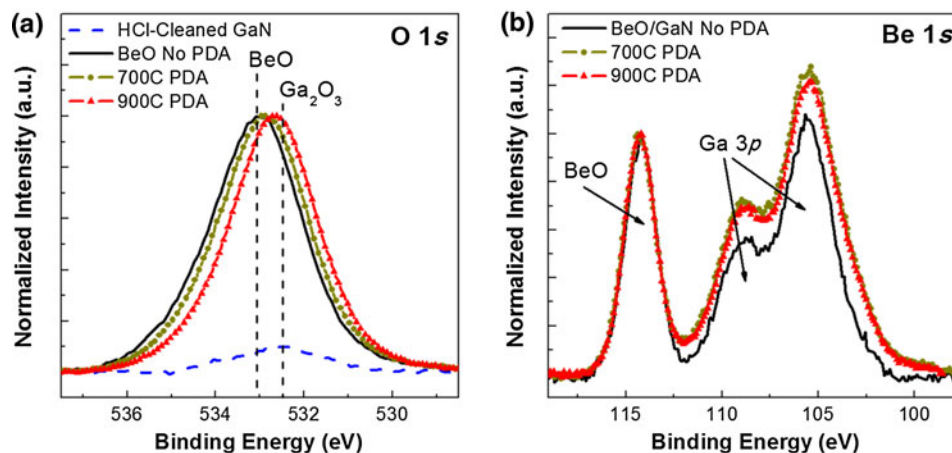 (a)
HCl-Cleaned GaN
BeO No PDA
700C PDA
900C PDA
O 1s
BeO
Ga₂O₃
Normalized Intensity (a.u.)
536 534 532 530
Binding Energy (eV)
(b)
BeO/GaN No PDA
700C PDA
900C PDA
Be 1s
BeO
Ga 3p
Normalized Intensity (a.u.)
115 110 105 100
Binding Energy (eV)